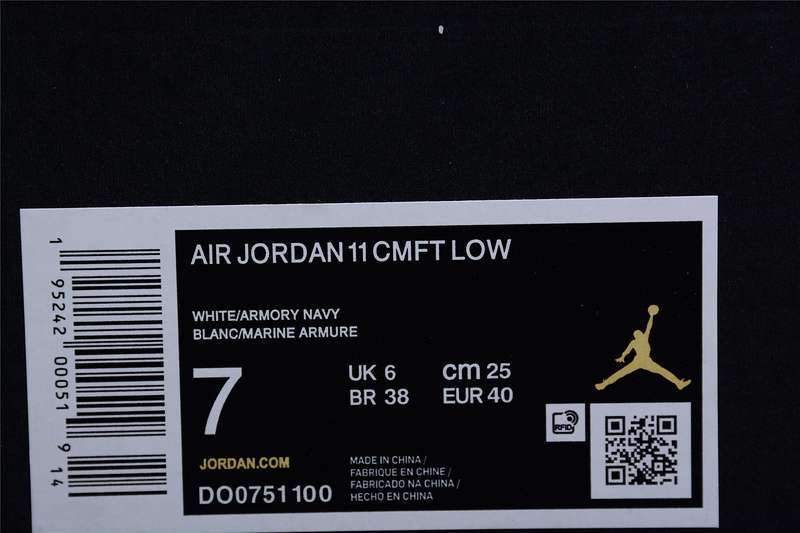 AIR JORDAN 11 CMFT LOW
WHITE/ARMORY NAVY
BLANC/MARINE ARMURE
7
UK 6 cm 25
BR 38 EUR 40
RFID
JORDAN.COM
DO0751 100
MADE IN CHINA /
FABRIQUE EN CHINE /
FABRICADO NA CHINA /
HECHO EN CHINA
1 95242 00051 9 14